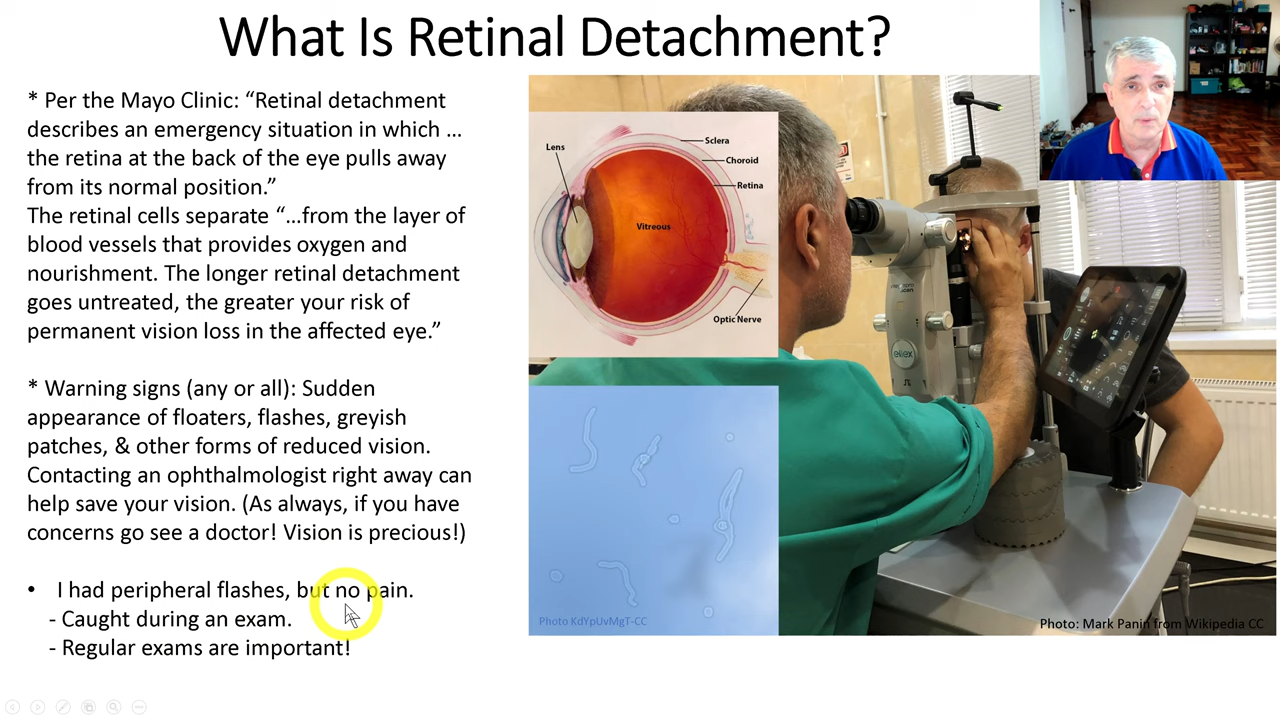 What Is Retinal Detachment?
* Per the Mayo Clinic: “Retinal detachment
describes an emergency situation in which …
the retina at the back of the eye pulls away
from its normal position.”
The retinal cells separate “…from the layer of
blood vessels that provides oxygen and
nourishment. The longer retinal detachment
goes untreated, the greater your risk of
permanent vision loss in the affected eye.”
* Warning signs (any or all): Sudden
appearance of floaters, flashes, greyish
patches, & other forms of reduced vision.
Contacting an ophthalmologist right away can
help save your vision. (As always, if you have
concerns go see a doctor! Vision is precious!)
• I had peripheral flashes, but no pain.
- Caught during an exam.
- Regular exams are important!
Lens
Sclera
Choroid
Retina
Vitreous
Optic Nerve
ellex
Photo KdYpUvMgT-CC
Photo: Mark Panin from Wikipedia CC